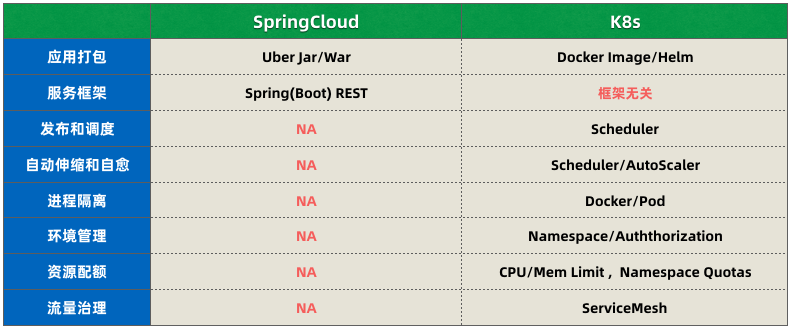 SpringCloud K8s
应用打包 Uber Jar/War Docker Image/Helm
服务框架 Spring(Boot) REST 框架无关
发布和调度 NA Scheduler
自动伸缩和自愈 NA Scheduler/AutoScaler
进程隔离 NA Docker/Pod
环境管理 NA Namespace/Auththorization
资源配额 NA CPU/Mem Limit , Namespace Quotas
流量治理 NA ServiceMesh